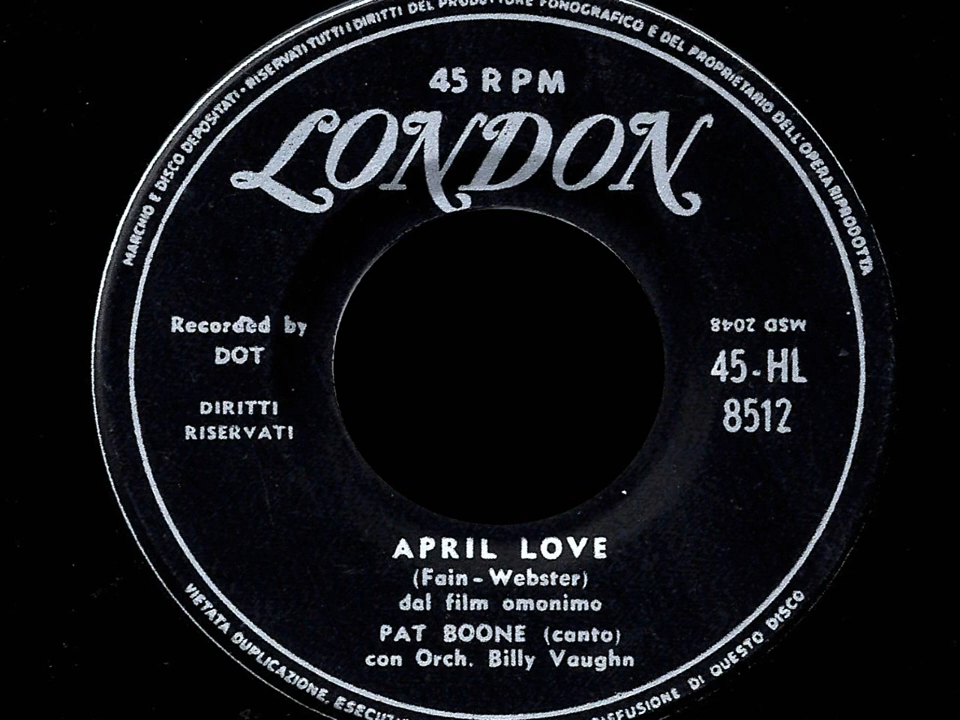 MARCHIO E DISCO DEPOSITATI - RISERVATI TUTTI I DIRITTI DEL PRODUTTORE FONOGRAFICO E DEL PROPRIETARIO DELL'OPERA RIPRODOTTA
45 RPM
LONDON
Recorded by
DOT
DIRITTI
RISERVATI
MSD 2048
45-HL
8512
APRIL LOVE
(Fain - Webster)
dal film omonimo
PAT BOONE (canto)
con Orch. Billy Vaughn
VIETATA DUPLICAZIONE, DI QUESTO DISCO